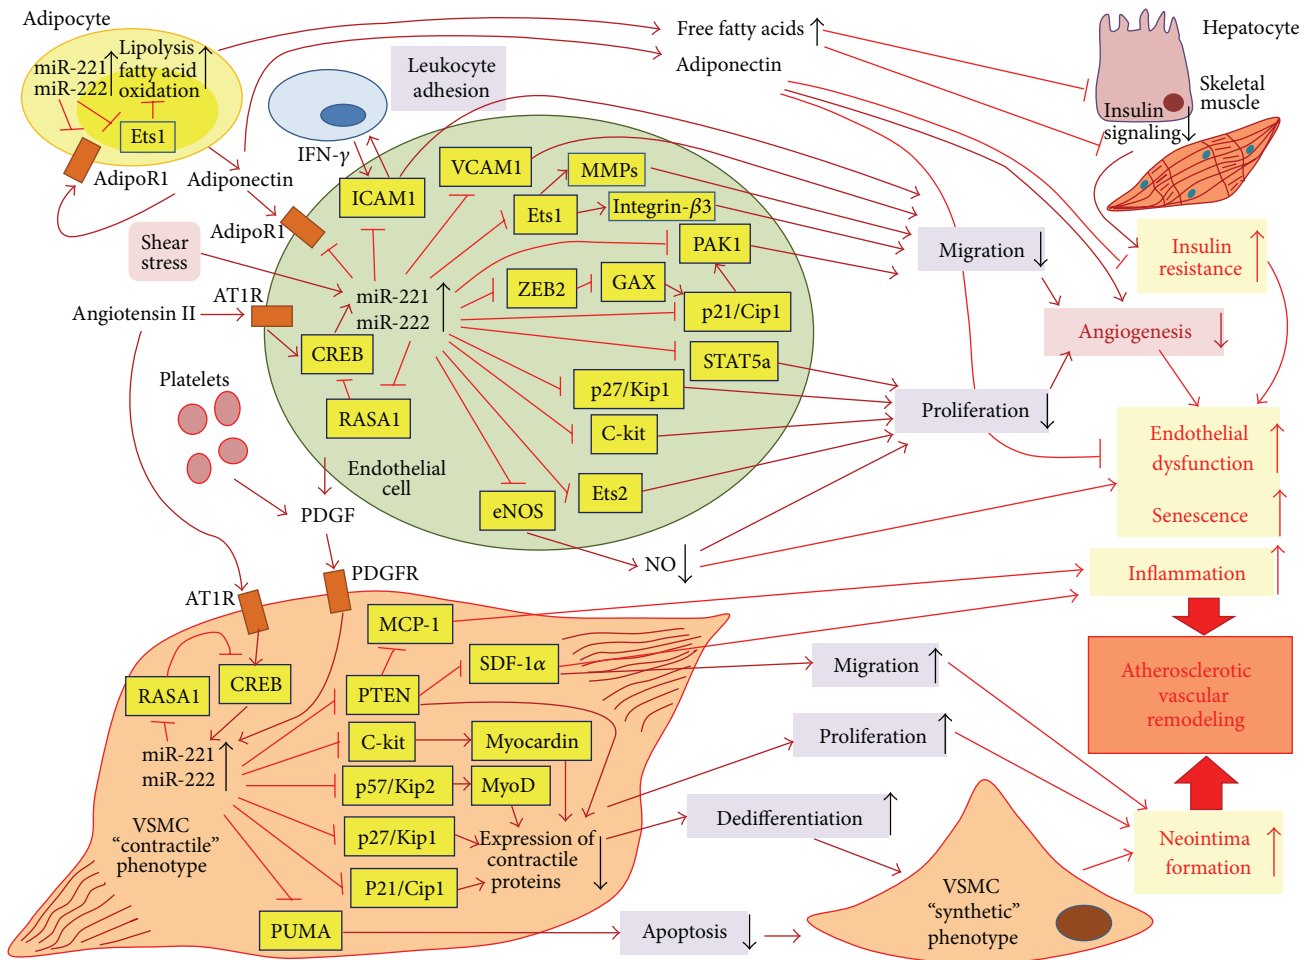 Adipocyte
Lipolysis
miR-221 fatty acid
miR-222 oxidation
Ets1
AdipoR1
Adiponectin
Free fatty acids
Adiponectin
Hepatocyte
Skeletal
muscle
Insulin
signaling
Leukocyte
adhesion
IFN-γ
ICAM1
VCAM1
MMPs
Ets1
Integrin-β3
PAK1
AdipoR1
Shear
stress
ZEB2
GAX
p21/Cip1
miR-221
miR-222
AT1R
Angiotensin II
CREB
STAT5a
RASA1
p27/Kip1
C-kit
Ets2
eNOS
Endothelial
cell
Platelets
PDGF
NO
Migration
Insulin
resistance
Angiogenesis
Proliferation
Endothelial
dysfunction
Senescence
Inflammation
Atherosclerotic
vascular
remodeling
Neointima
formation
PDGFR
AT1R
MCP-1
SDF-1α
RASA1
CREB
PTEN
miR-221
miR-222
C-kit
Myocardin
p57/Kip2
MyoD
p27/Kip1
Expression of
contractile
proteins
P21/Cip1
PUMA
VSMC
“contractile”
phenotype
Migration
Proliferation
Dedifferentiation
Apoptosis
VSMC
“synthetic”
phenotype